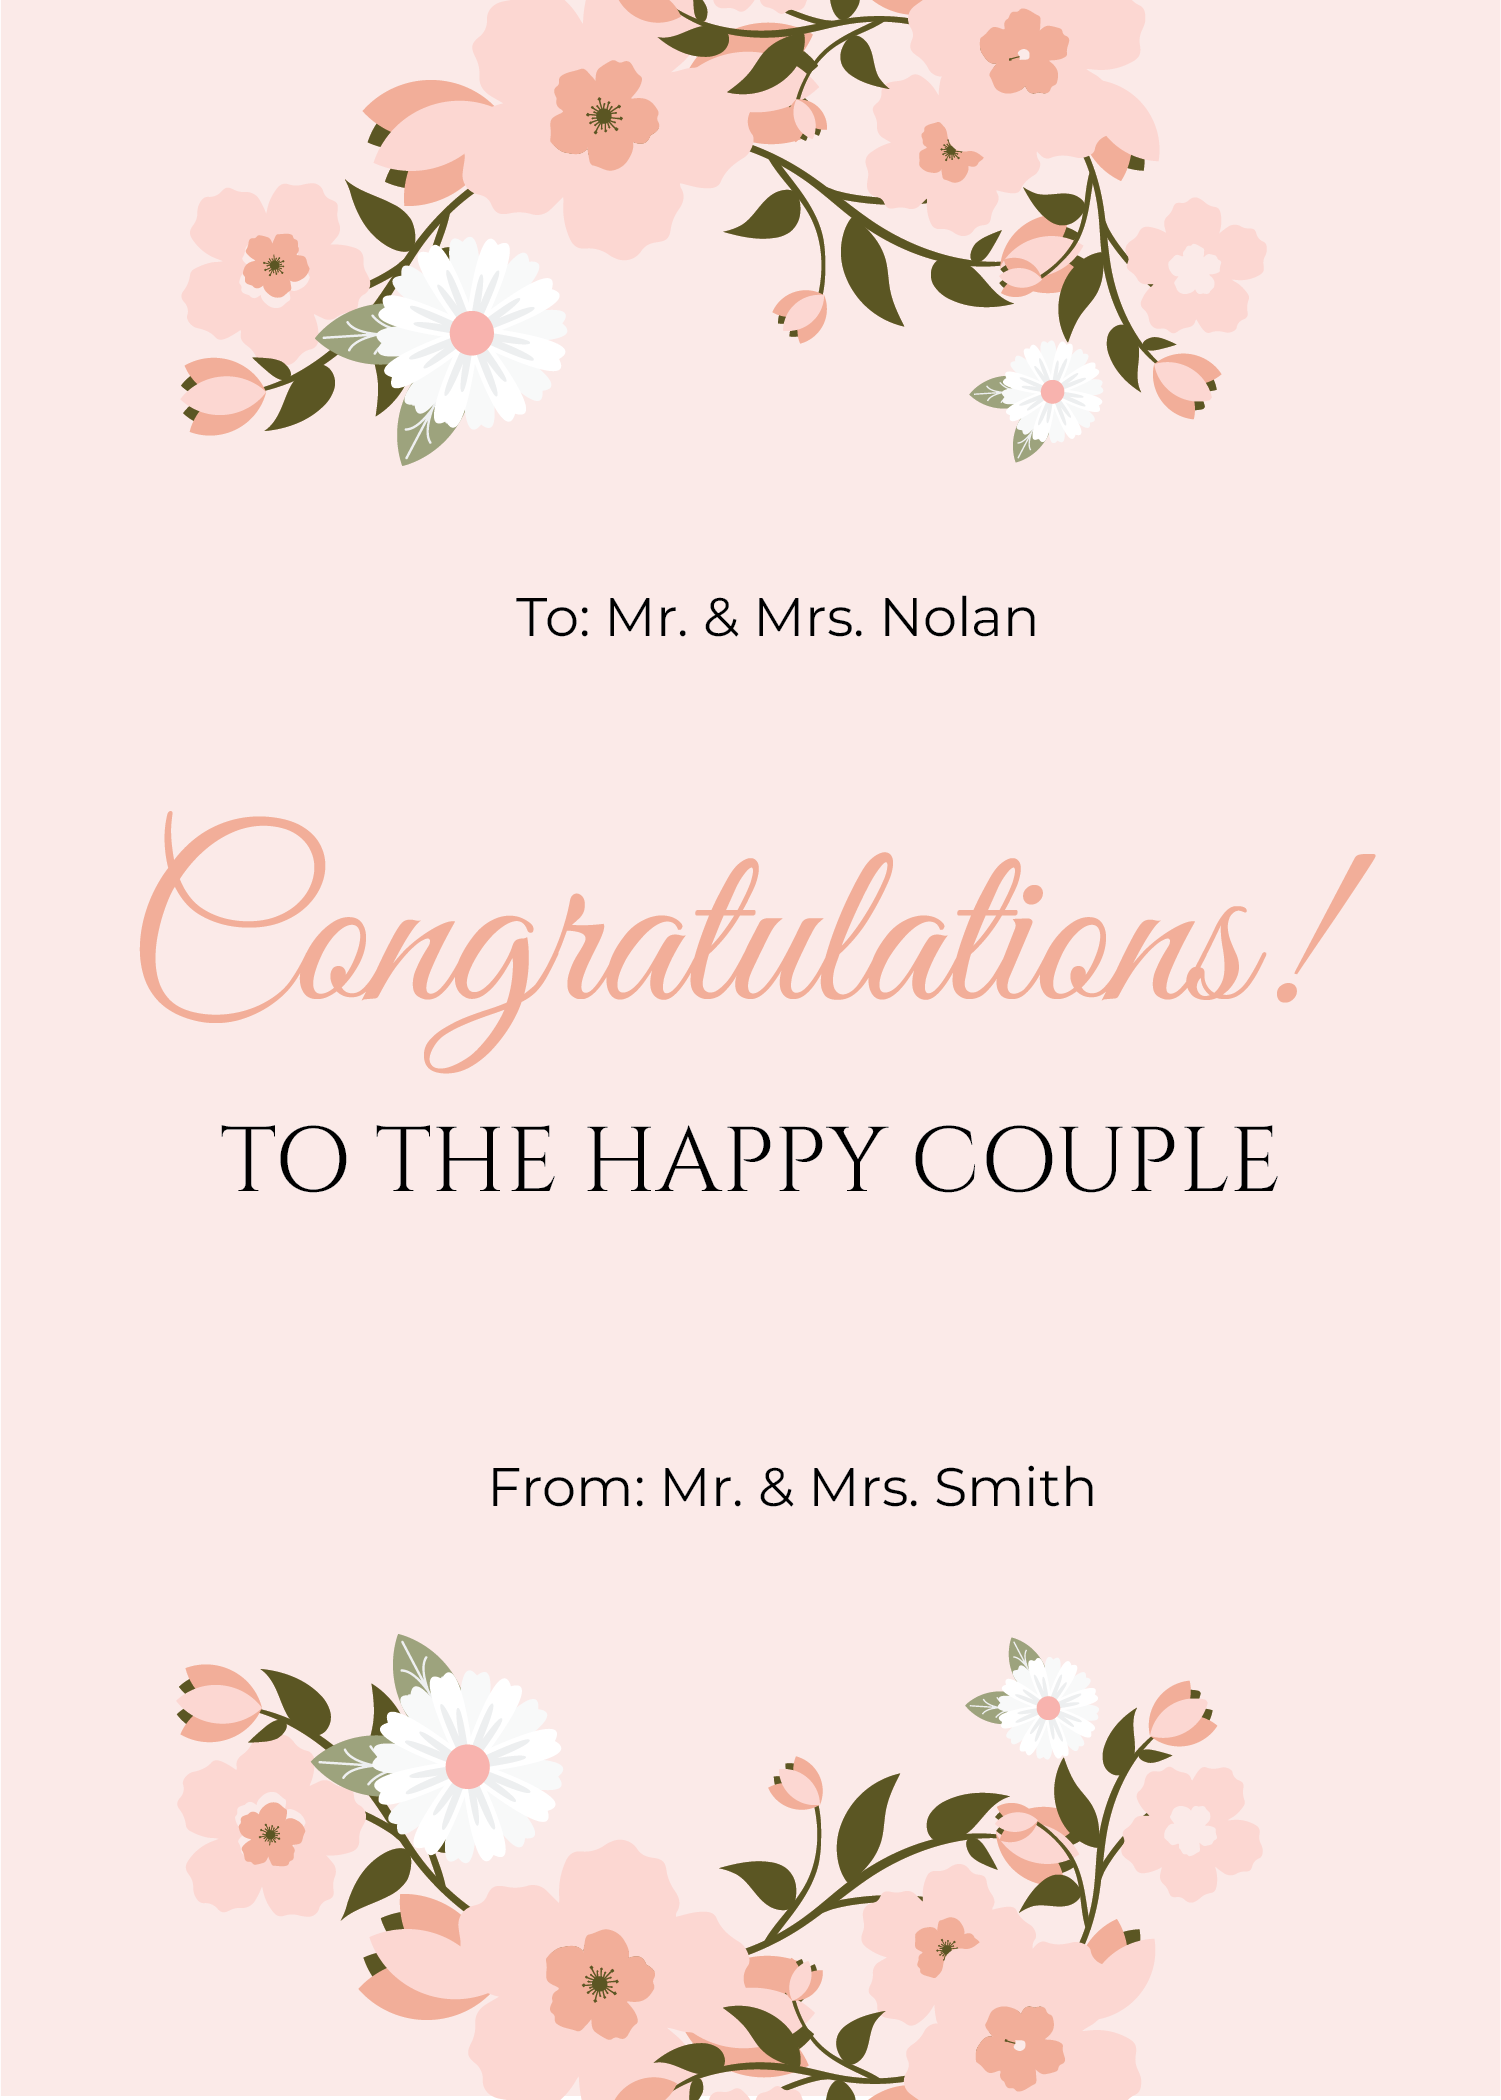 To: Mr. & Mrs. Nolan
Congratulations!
TO THE HAPPY COUPLE
From: Mr. & Mrs. Smith